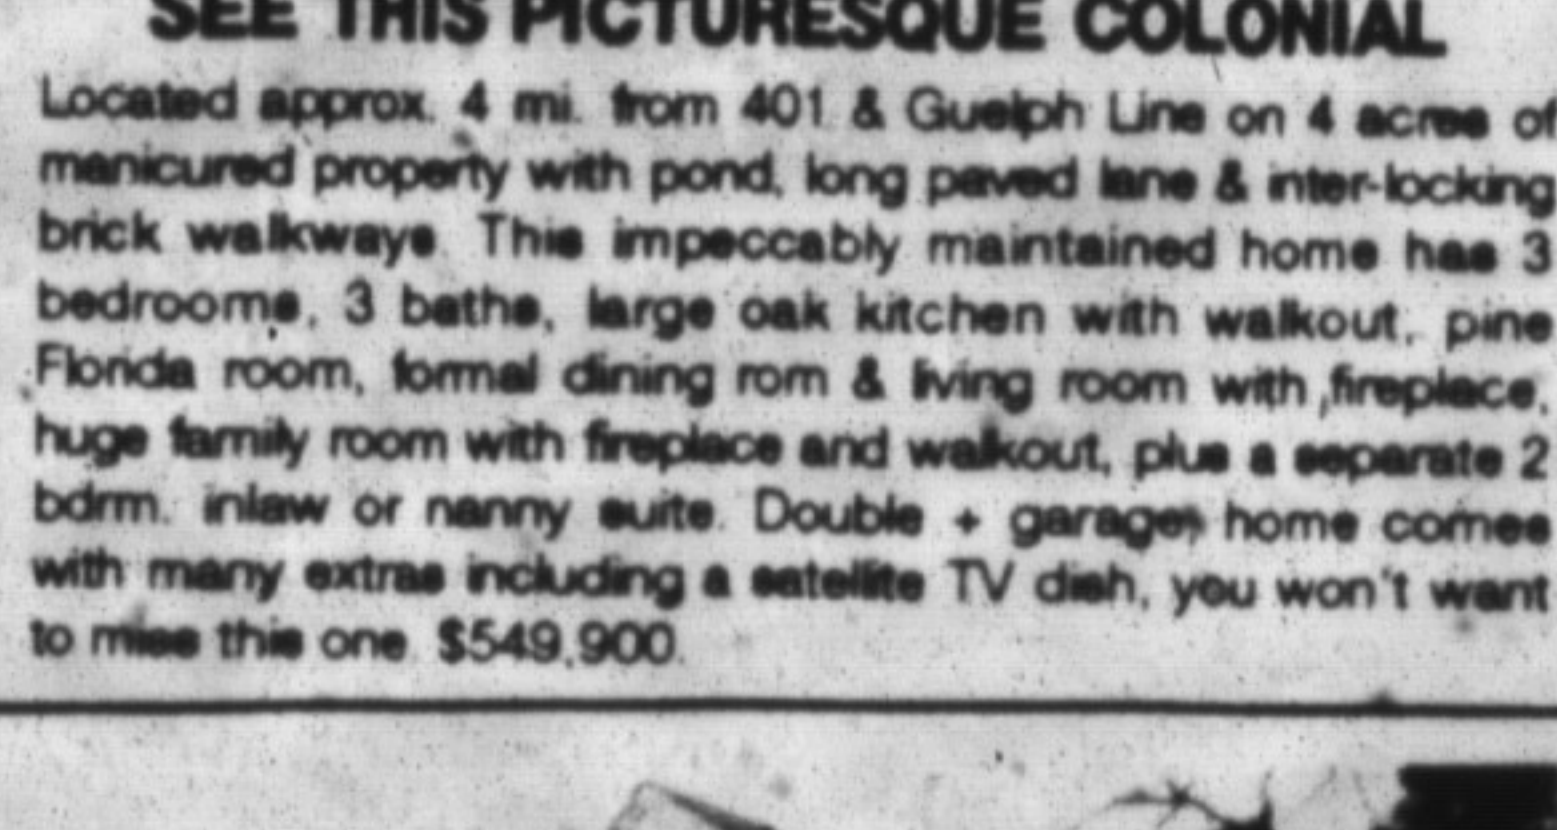 SEE THIS PICTURESQUE COLONIAL
Located approx. 4 mi. from 401 & Guelph Line on 4 acres of
manicured property with pond, long paved lane & inter-locking
brick walkways. This impeccably maintained home has 3
bedrooms, 3 baths, large oak kitchen with walkout, pine
Florida room, formal dining rom & living room with fireplace,
huge family room with fireplace and walkout, plus a separate 2
bdrm. inlaw or nanny suite. Double + garage, home comes
with many extras including a satellite TV dish, you won't want
to miss this one. $549,900.